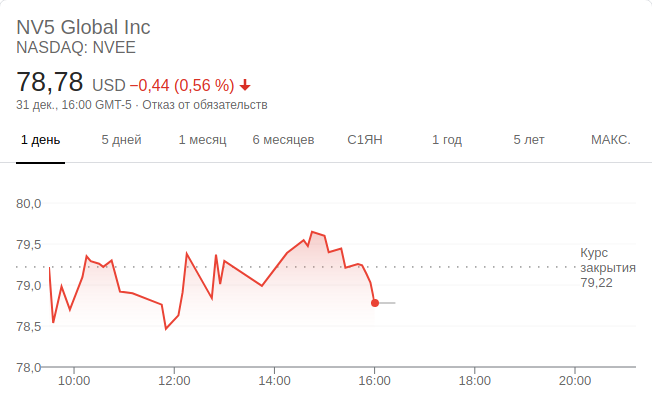 NV5 Global Inc
NASDAQ: NVEE
78,78 USD −0,44 (0,56 %)
31 дек., 16:00 GMT-5 · Отказ от обязательств
1 день 5 дней 1 месяц 6 месяцев С1ЯН 1 год 5 лет МАКС.
80,0
79,5
Курс
закрытия
79,22
79,0
78,5
78,0
10:00 12:00 14:00 16:00 18:00 20:00